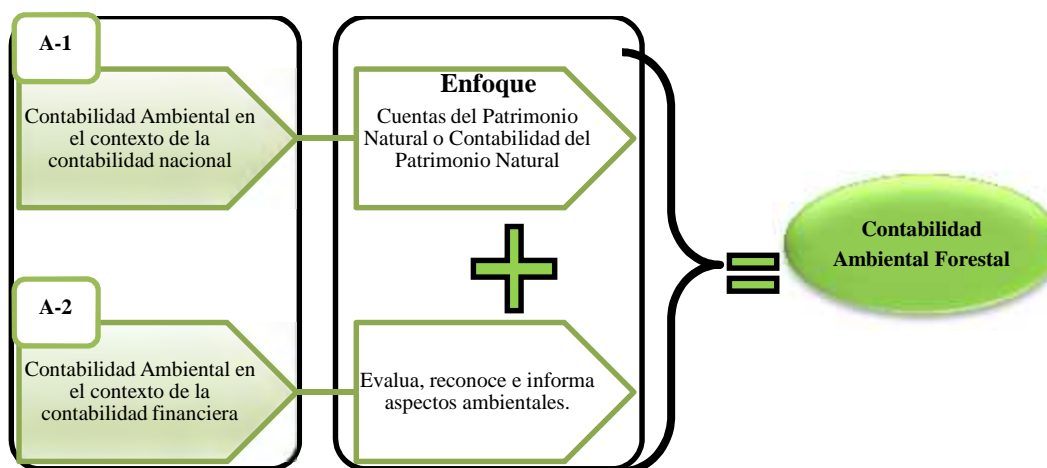 A-1
Contabilidad Ambiental en
el contexto de la
contabilidad nacional
Enfoque
Cuentas del Patrimonio
Natural o Contabilidad del
Patrimonio Natural
A-2
Contabilidad Ambiental en
el contexto de la
contabilidad financiera
Evalua, reconoce e informa
aspectos ambientales.
Contabilidad
Ambiental Forestal